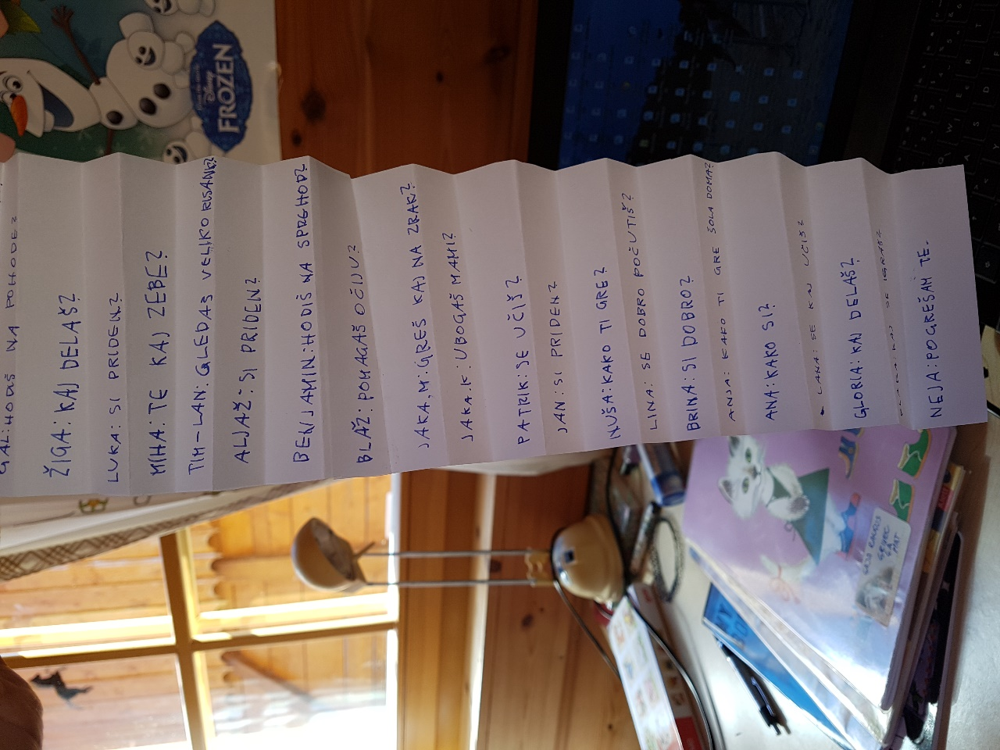 GAL: HODIŠ NA POHODE?
ŽIGA: KAJ DELAŠ?
LUKA: SI PRIDEN?
MIHA: TE KAJ ZEBE?
TIM-LAN: GLEDAŠ VELIKO RISANK?
ALJAŽ: SI PRIDEN?
BENJAMIN: HODIŠ NA SPREHOD?
BLAŽ: POMAGAŠ OČIJU?
JAKA.M: GREŠ KAJ NA ZRAK?
JAKA.K: UBOGAŠ MAMI?
PATRIK: SE UČIŠ?
JAN: SI PRIDEN?
NUŠA: KAKO TI GRE?
LINA: SE DOBRO POČUTIŠ?
BRINA: SI DOBRO?
ANJA: KAKO TI GRE ŠOLA DOMA?
ANA: KAKO SI?
LANA: SE KAJ UČIŠ?
GLORIA: KAJ DELAŠ?
KAJ SE IGRAŠ?
NEJA: POGREŠAM TE.
Disney
FROZEN
MAT